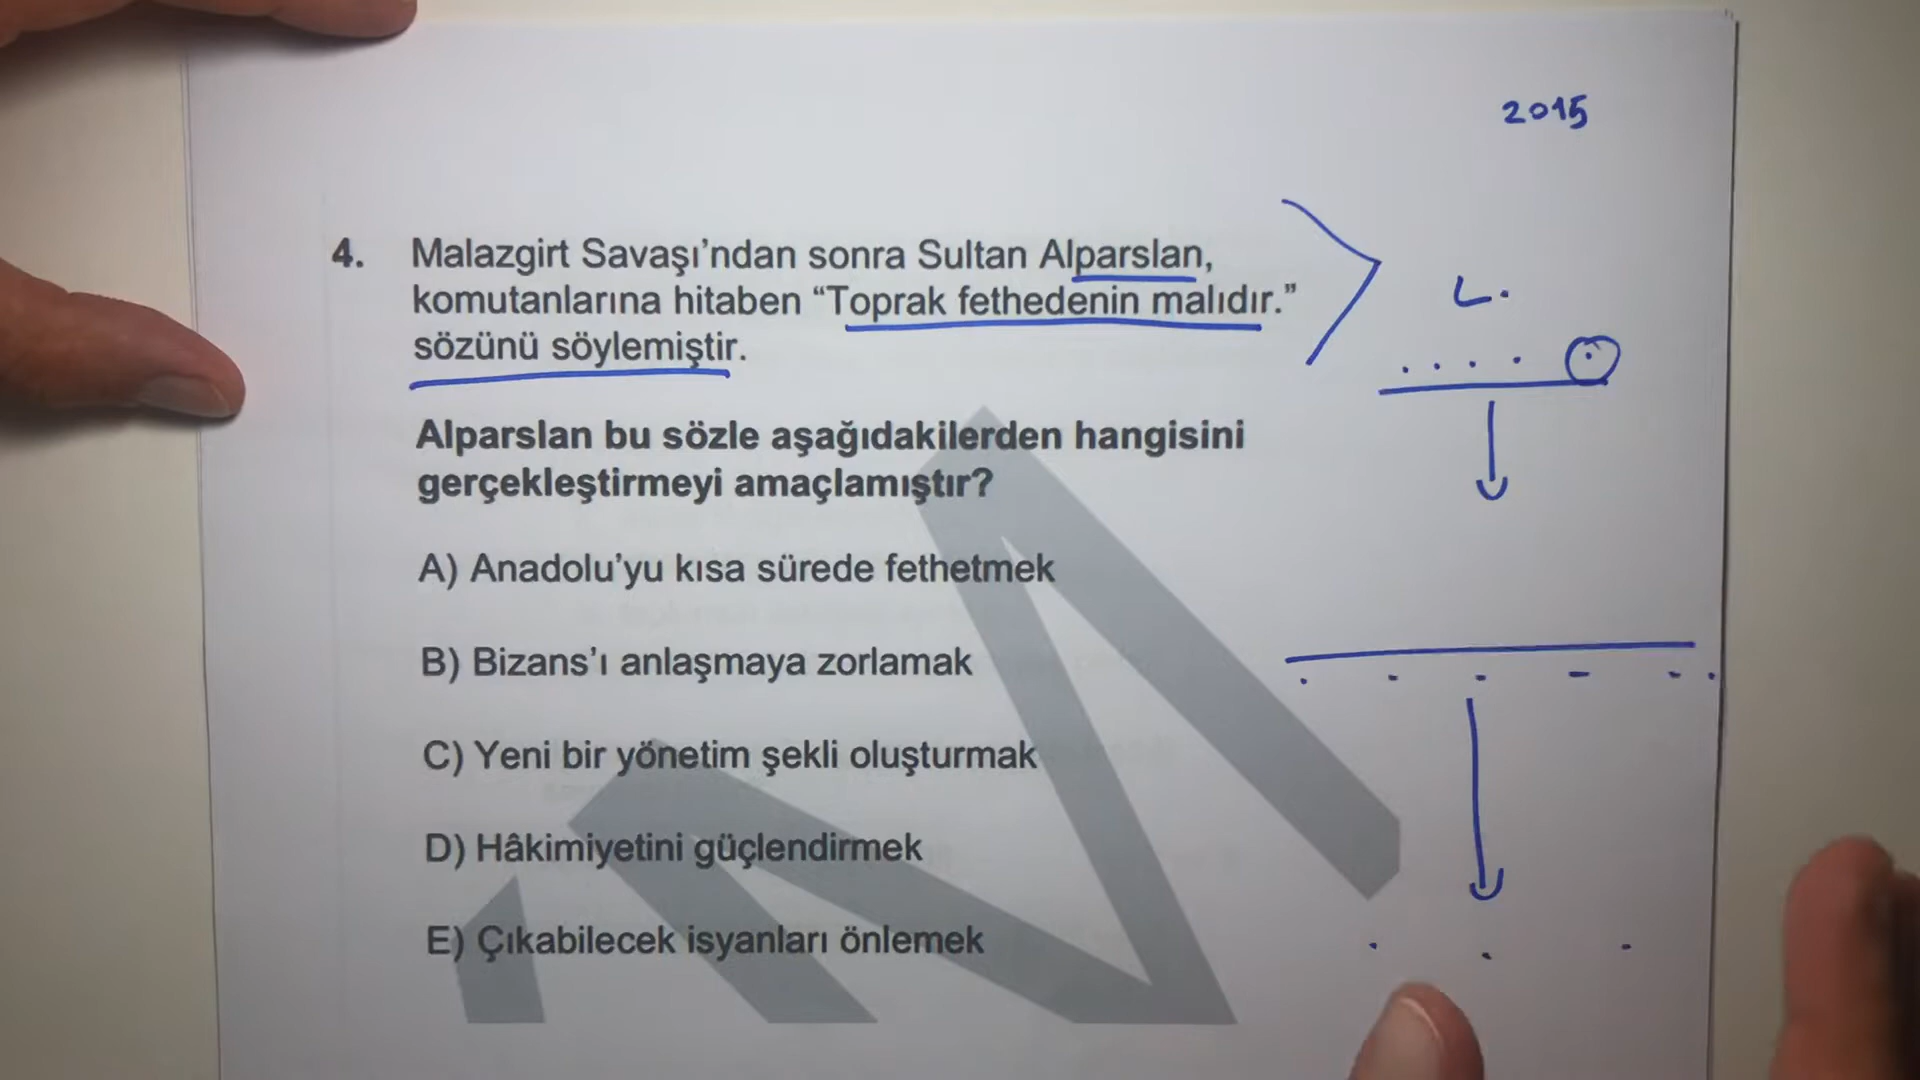 2015
4. Malazgirt Savaşı’ndan sonra Sultan Alparslan,
komutanlarına hitaben “Toprak fethedenin malıdır.”
sözünü söylemiştir.
L.
Alparslan bu sözle aşağıdakilerden hangisini
gerçekleştirmeyi amaçlamıştır?
A) Anadolu’yu kısa sürede fethetmek
B) Bizans’ı anlaşmaya zorlamak
C) Yeni bir yönetim şekli oluşturmak
D) Hâkimiyetini güçlendirmek
E) Çıkabilecek isyanları önlemek